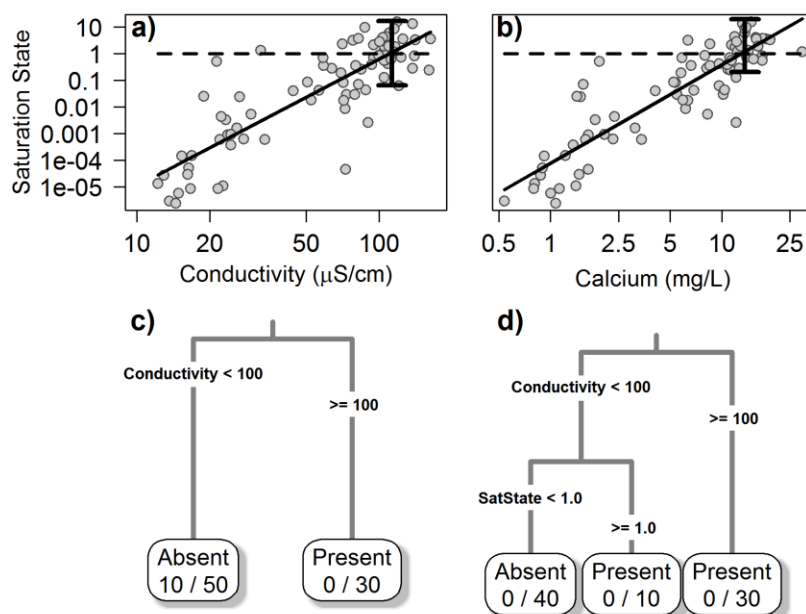 a)
b)
Saturation State
10
1
0.1
0.01
0.001
1e-04
1e-05
10 20 50 100
0.5 1 2.5 5 10 25
Conductivity (μS/cm)
Calcium (mg/L)
c)
d)
Conductivity < 100
>= 100
Absent
10 / 50
Present
0 / 30
Conductivity < 100
>= 100
SatState < 1.0
>= 1.0
Absent
0 / 40
Present
0 / 10
Present
0 / 30